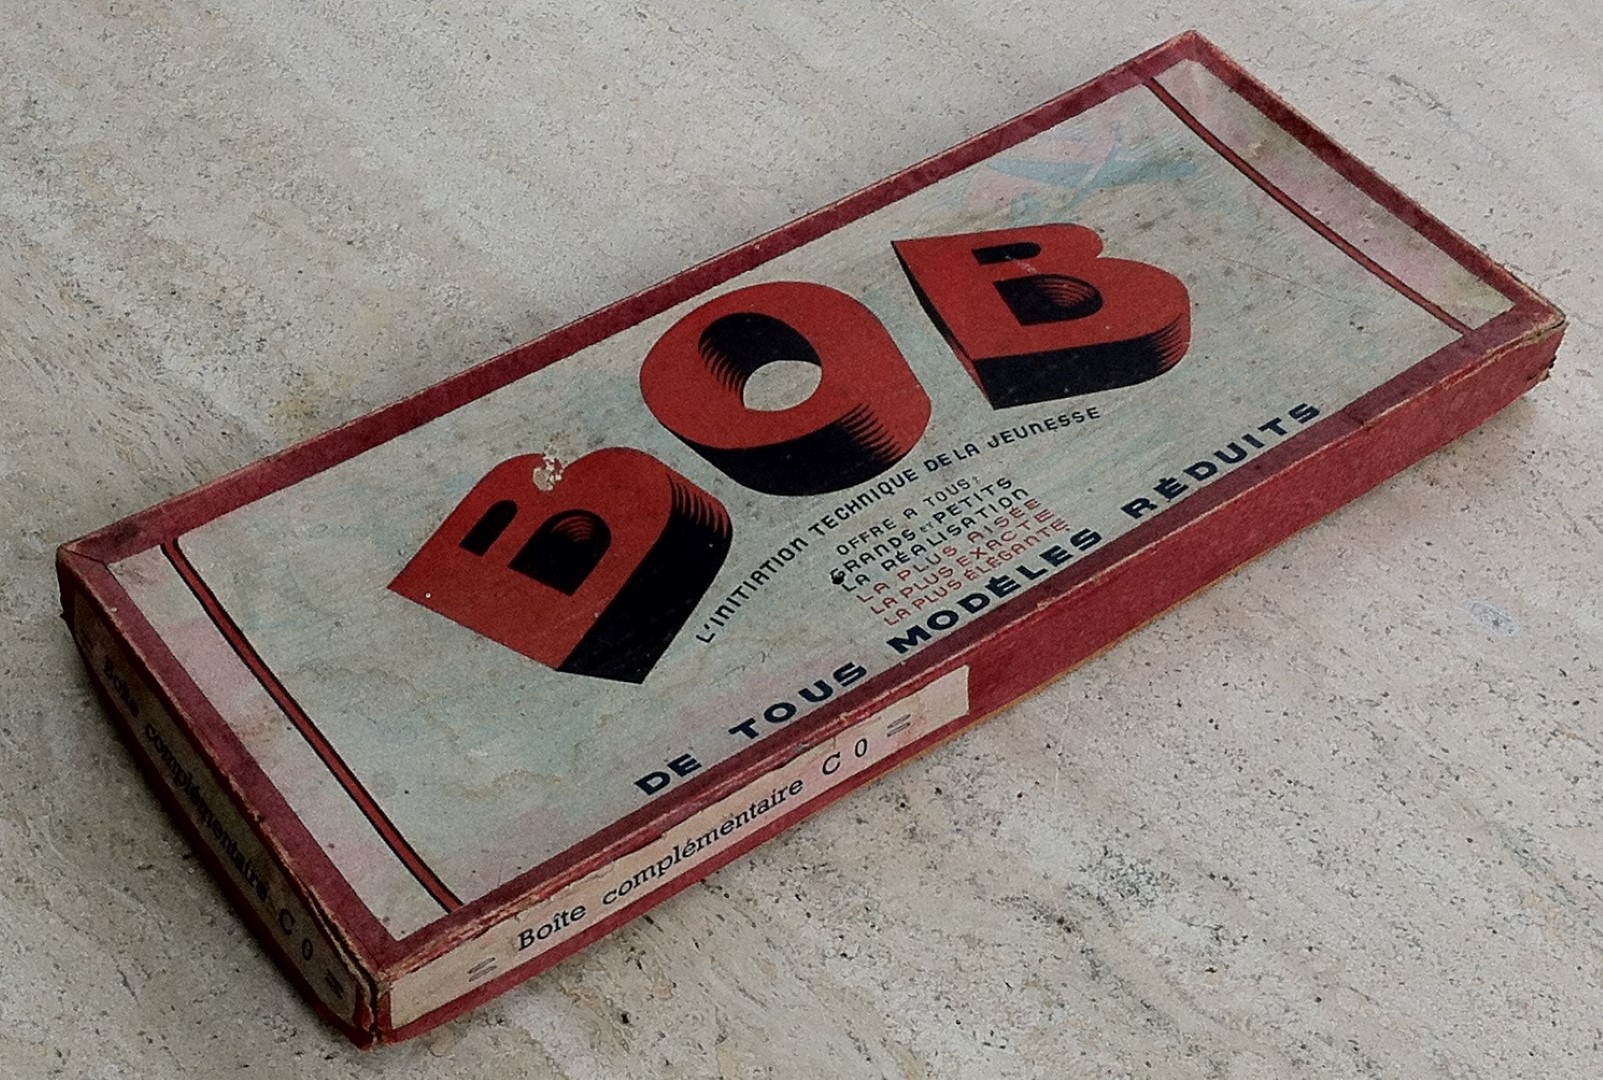 BOB
L'INITIATION TECHNIQUE DE LA JEUNESSE
OFFRE A TOUS:
GRANDS ET PETITS
LA RÉALISATION
LA PLUS AISÉE
LA PLUS EXACTE
LA PLUS ÉLÉGANTE
DE TOUS MODÈLES RÉDUITS
Boîte complémentaire C 0
Boîte complémentaire C 0